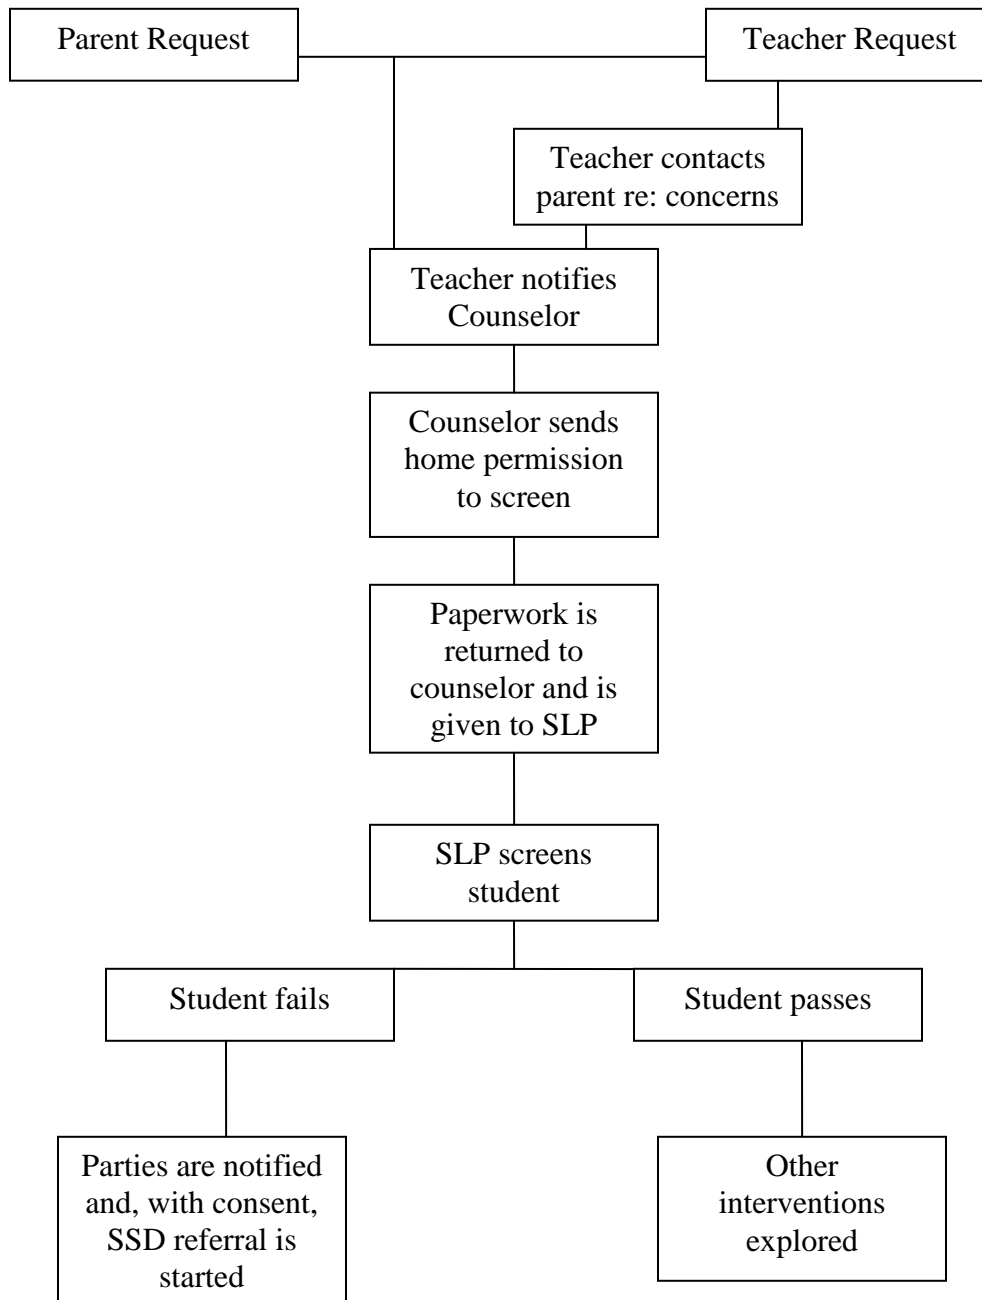 Parent Request
Teacher Request
Teacher contacts
parent re: concerns
Teacher notifies
Counselor
Counselor sends
home permission
to screen
Paperwork is
returned to
counselor and is
given to SLP
SLP screens
student
Student fails
Student passes
Parties are notified
and, with consent,
SSD referral is
started
Other
interventions
explored